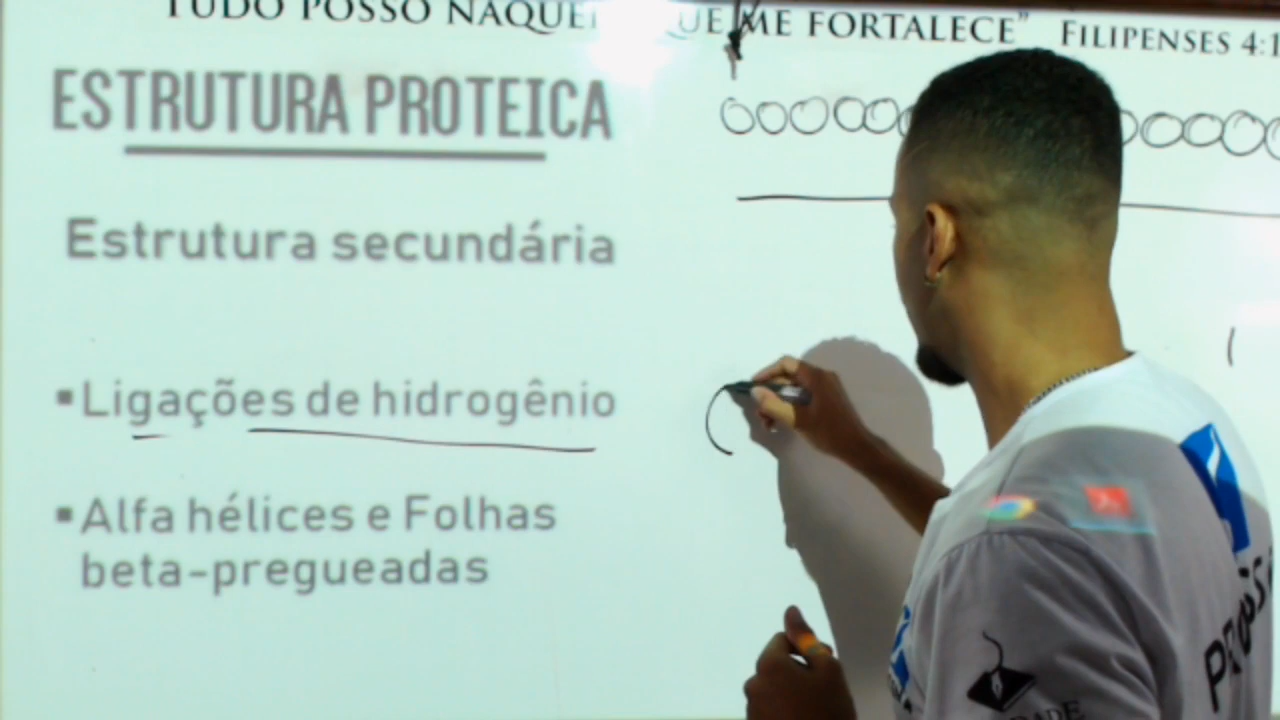 TUDO POSSO NAQUE QUE ME FORTALECE" FILIPENSES 4:1
ESTRUTURA PROTEICA
Estrutura secundária
▪Ligações de hidrogênio
▪Alfa hélices e Folhas
beta-pregueadas